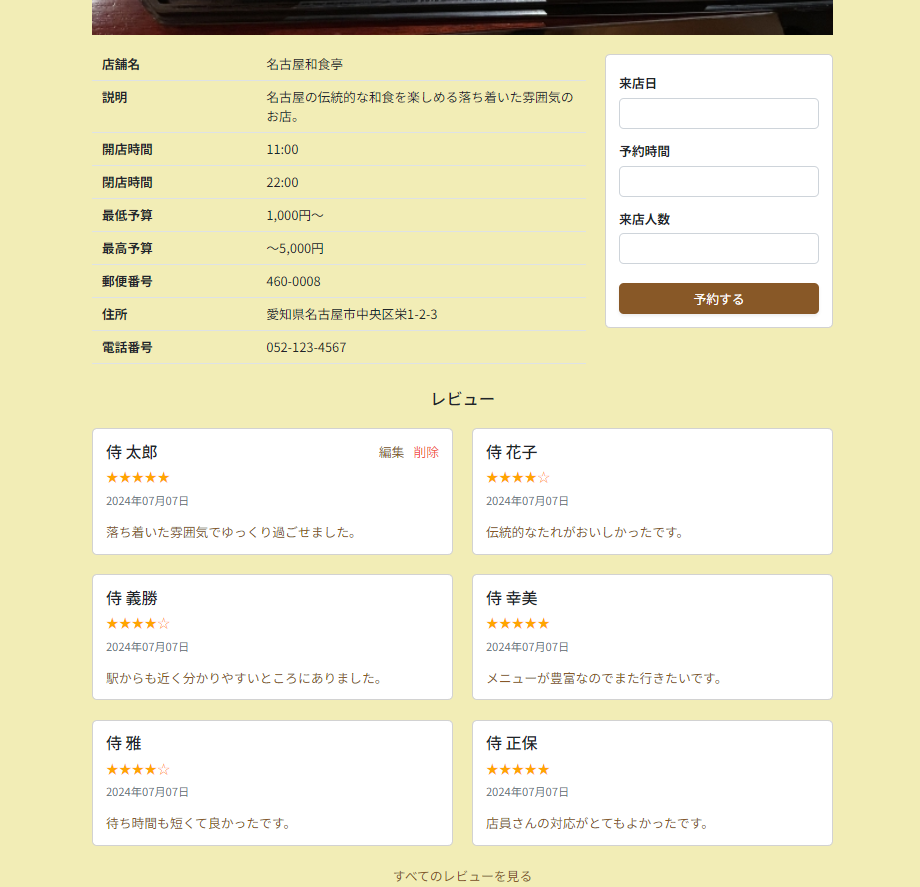 店舗名 名古屋和食亭
説明 名古屋の伝統的な和食を楽しめる落ち着いた雰囲気の
お店。
開店時間 11:00
閉店時間 22:00
最低予算 1,000円～
最高予算 ～5,000円
郵便番号 460-0008
住所 愛知県名古屋市中央区栄1-2-3
電話番号 052-123-4567
来店日
予約時間
来店人数
予約する
レビュー
侍 太郎 編集 削除
★★★★★
2024年07月07日
落ち着いた雰囲気でゆっくり過ごせました。
侍 花子
★★★★☆
2024年07月07日
伝統的なたれがおいしかったです。
侍 義勝
★★★★☆
2024年07月07日
駅からも近く分かりやすいところにありました。
侍 幸美
★★★★★
2024年07月07日
メニューが豊富なのでまた行きたいです。
侍 雅
★★★★☆
2024年07月07日
待ち時間も短くて良かったです。
侍 正保
★★★★★
2024年07月07日
店員さんの対応がとてもよかったです。
すべてのレビューを見る